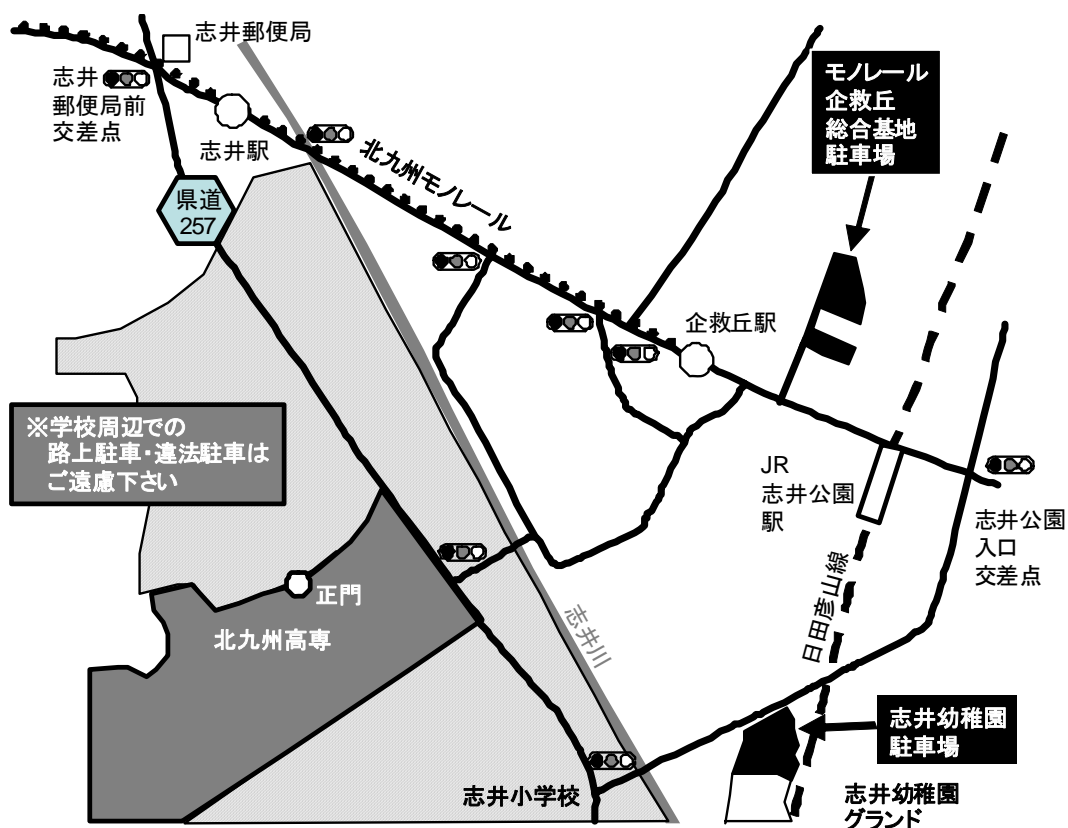 志井郵便局
志井
郵便局前
交差点
志井駅
北九州モノレール
県道
257
モノレール
企救丘
総合基地
駐車場
企救丘駅
※学校周辺での
路上駐車・違法駐車は
ご遠慮下さい
JR
志井公園
駅
志井公園
入口
交差点
正門
北九州高専
志井川
日田彦山線
志井幼稚園
駐車場
志井小学校
志井幼稚園
グランド